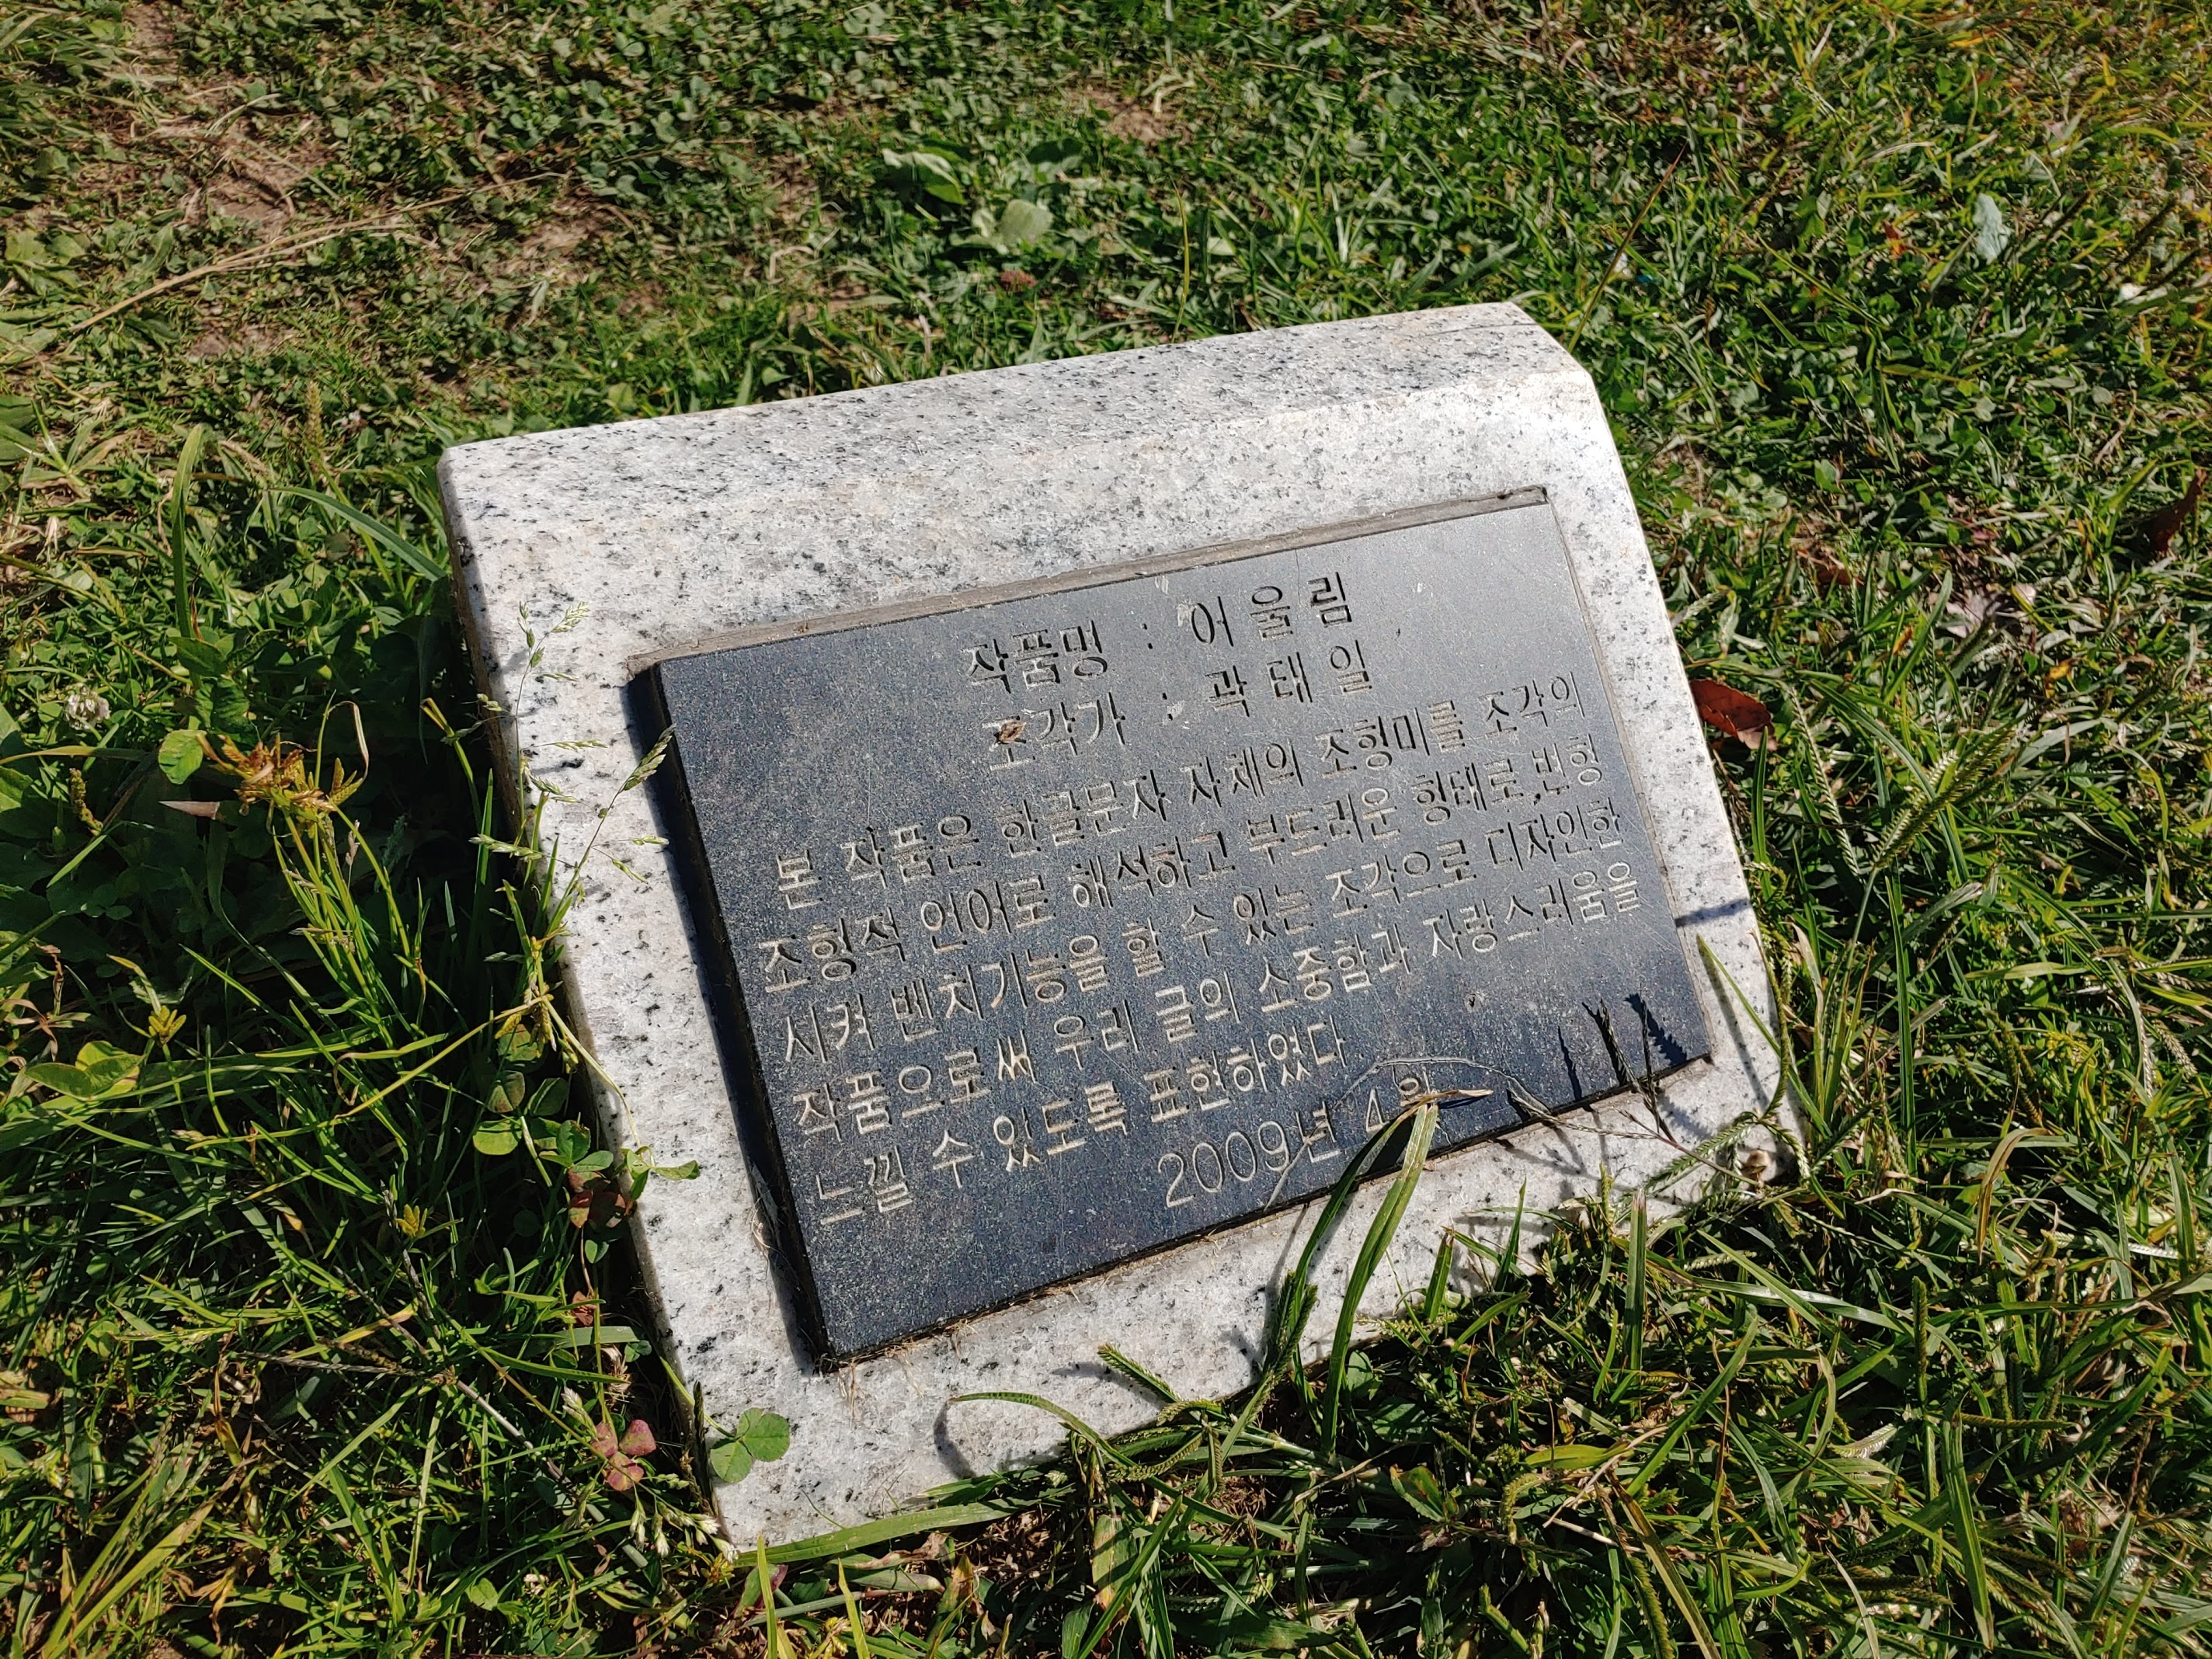 작품명 : 어울림
조각가 : 곽태일
본 작품은 한글문자 자체의 조형미를 조각의
조형적 언어로 해석하고 부드러운 형태로,변형
시켜 벤치기능을 할 수 있는 조각으로 디자인한
작품으로써 우리 글의 소중함과 자랑스러움을
느낄 수 있도록 표현하였다.
2009년 4월